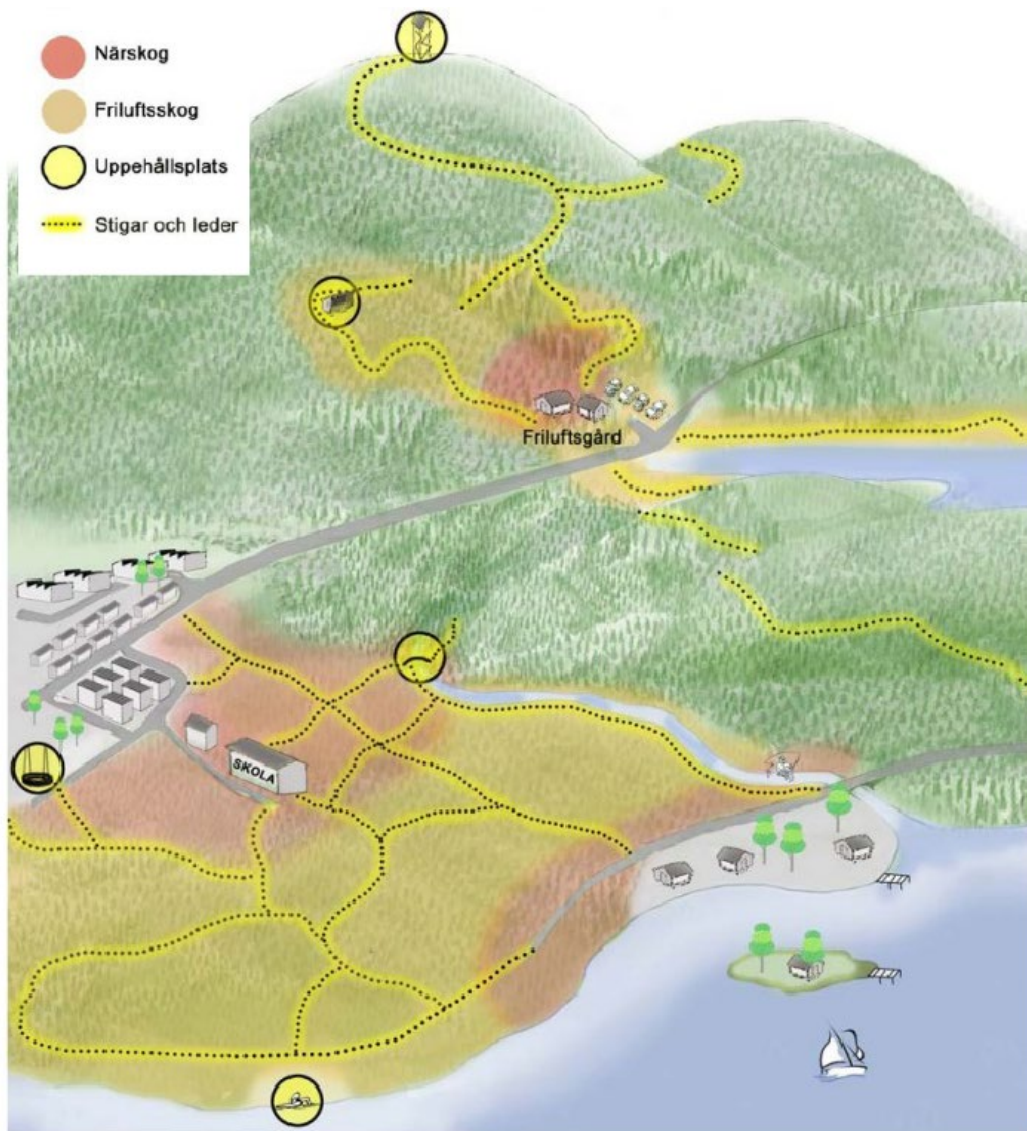 Närskog
Friluftsskog
Uppehållsplats
Stigar och leder
Friluftsgård
SKOLA